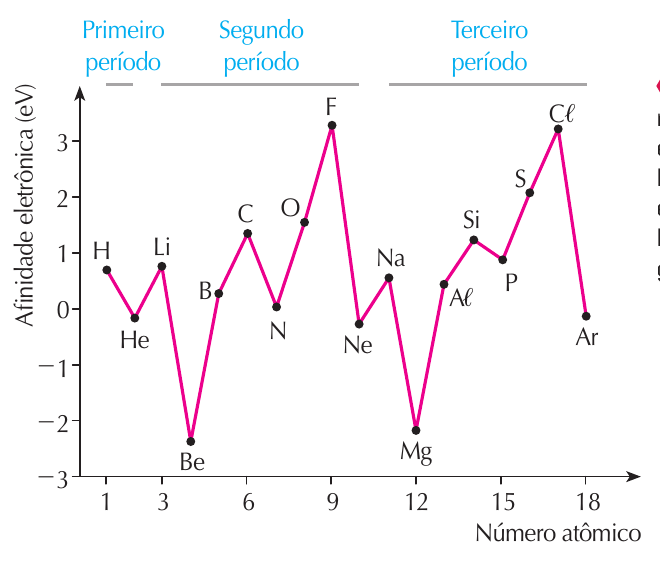 Primeiro
período
Segundo
período
Terceiro
período
Afinidade eletrônica (eV)
3
2
1
0
−1
−2
−3
H
He
Li
Be
B
C
N
O
F
Ne
Na
Mg
Aℓ
Si
P
S
Cℓ
Ar
1
3
6
9
12
15
18
Número atômico